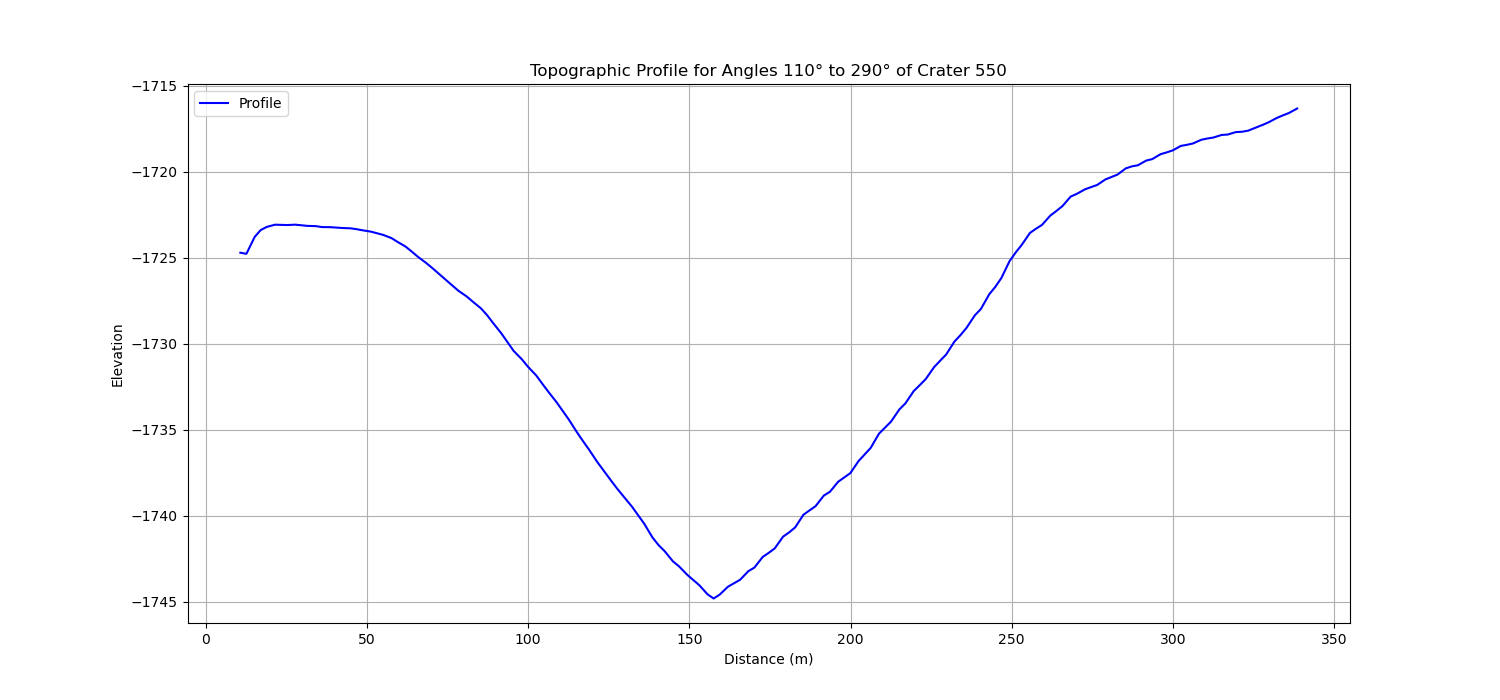 Topographic Profile for Angles 110° to 290° of Crater 550
Profile
−1715
−1720
−1725
−1730
−1735
−1740
−1745
Elevation
0 50 100 150 200 250 300 350
Distance (m)